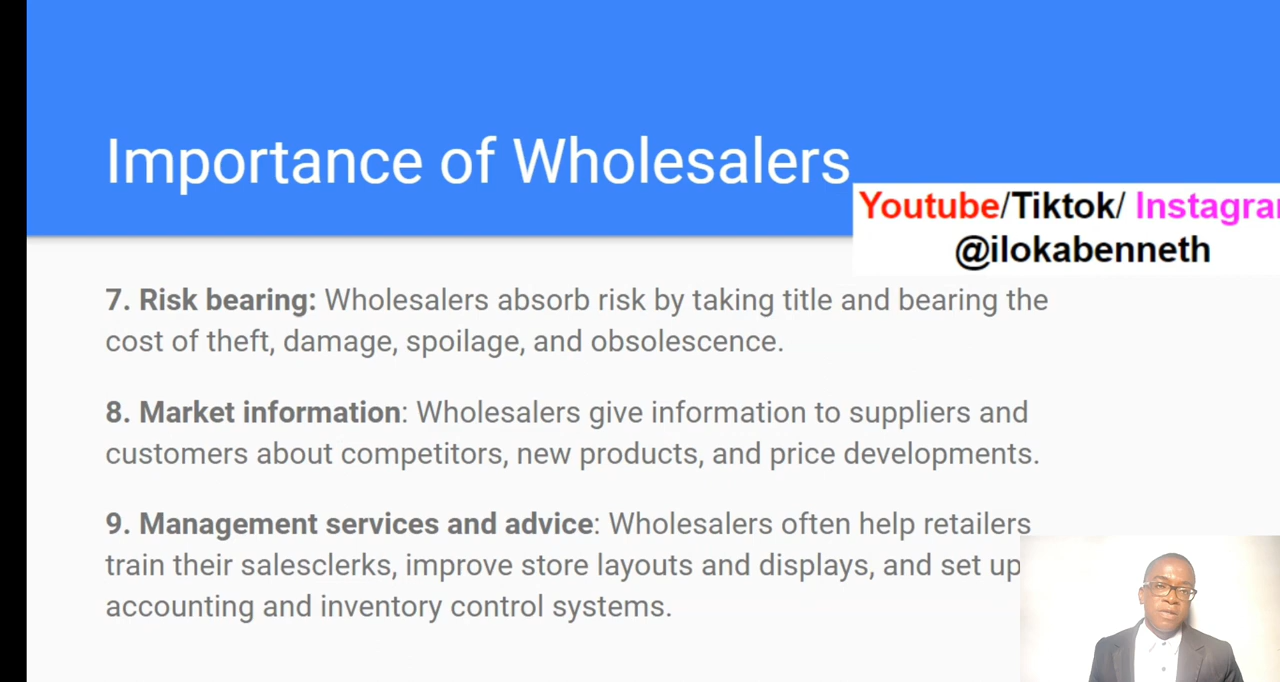 Importance of Wholesalers
Youtube/Tiktok/ Instagram
@ilokabenneth
7. Risk bearing: Wholesalers absorb risk by taking title and bearing the
cost of theft, damage, spoilage, and obsolescence.
8. Market information: Wholesalers give information to suppliers and
customers about competitors, new products, and price developments.
9. Management services and advice: Wholesalers often help retailers
train their salesclerks, improve store layouts and displays, and set up
accounting and inventory control systems.